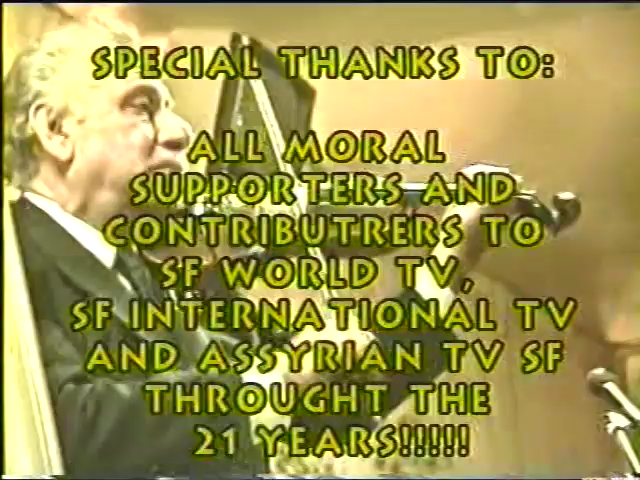 SPECIAL THANKS TO:
ALL MORAL
SUPPORTERS AND
CONTRIBUTRERS TO
SF WORLD TV,
SF INTERNATIONAL TV
AND ASSYRIAN TV SF
THROUGHT THE
21 YEARS!!!!!